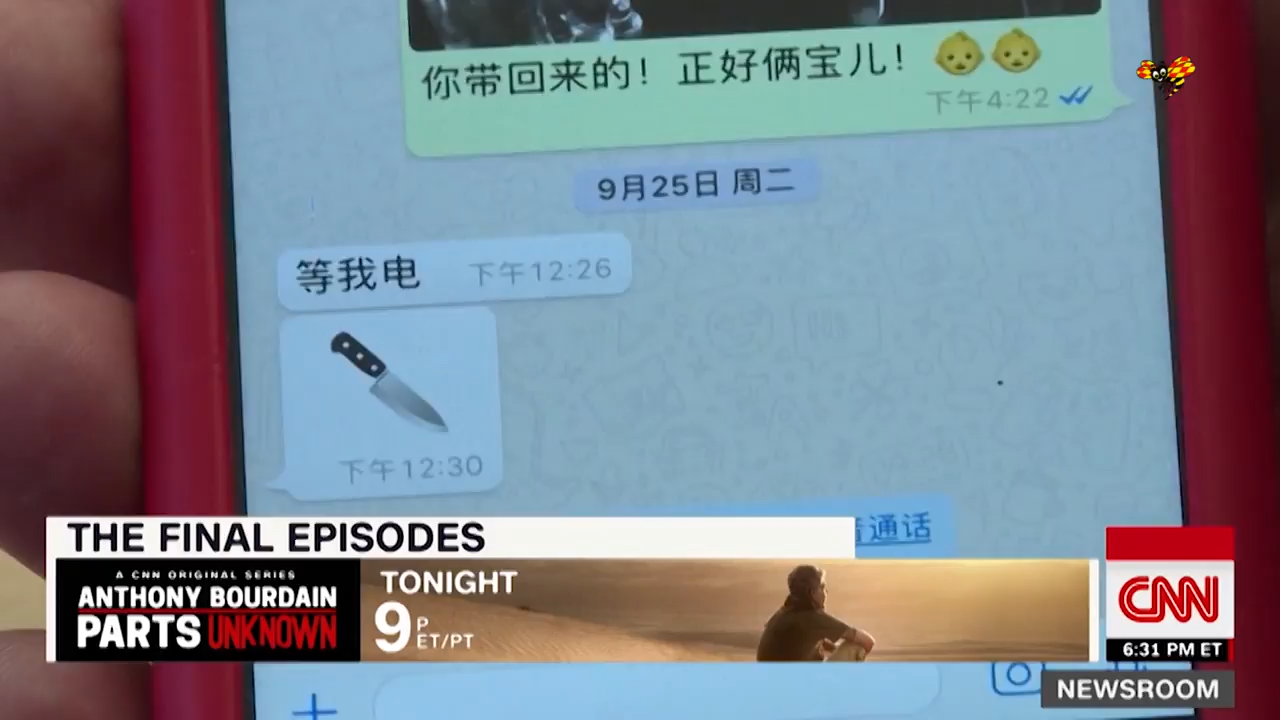 你带回来的！正好俩宝儿！
下午4:22
9月25日 周二
等我电
下午12:26
下午12:30
通话
THE FINAL EPISODES
A CNN ORIGINAL SERIES
ANTHONY BOURDAIN
PARTS UNKNOWN
TONIGHT
9P
ET/PT
CNN
6:31 PM ET
NEWSROOM